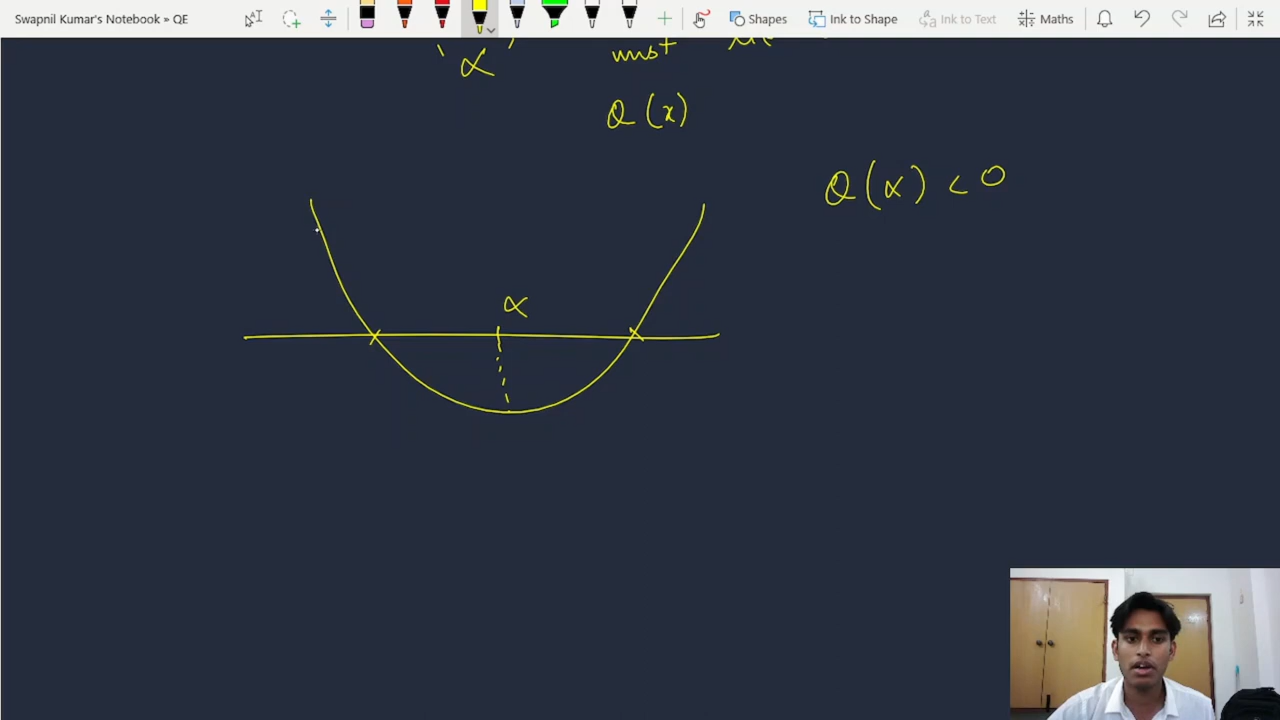 Swapnil Kumar's Notebook » QE
Shapes
Ink to Shape
Ink to Text
Maths
'α' must
Q(x)
Q(α) < 0
α